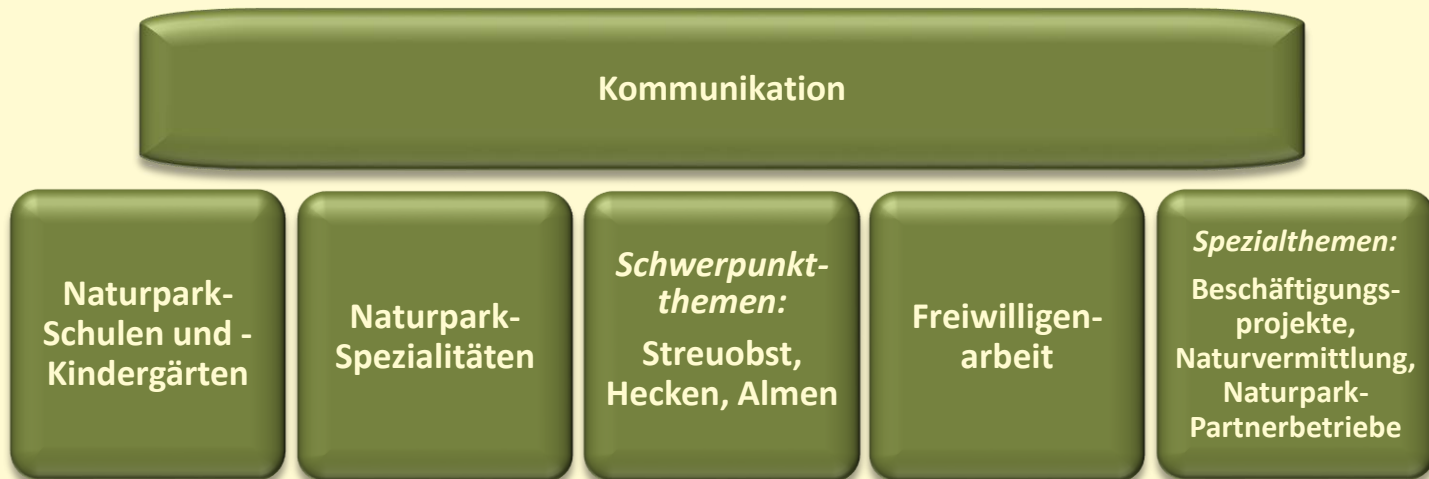 Kommunikation
Naturpark-
Schulen und -
Kindergärten
Naturpark-
Spezialitäten
Schwerpunkt-
themen:
Streuobst,
Hecken, Almen
Freiwilligen-
arbeit
Spezialthemen:
Beschäftigungs-
projekte,
Naturvermittlung,
Naturpark-
Partnerbetriebe